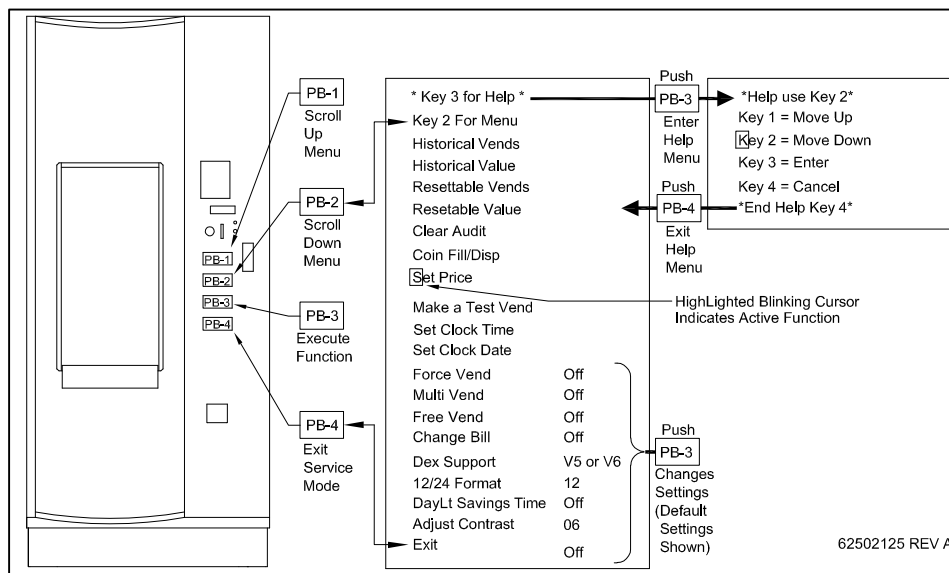 PB-1
Scroll
Up
Menu
PB-2
Scroll
Down
Menu
PB-3
Execute
Function
PB-4
Exit
Service
Mode
PB-1
PB-2
PB-3
PB-4
* Key 3 for Help *
Key 2 For Menu
Historical Vends
Historical Value
Resettable Vends
Resetable Value
Clear Audit
Coin Fill/Disp
Set Price
Make a Test Vend
Set Clock Time
Set Clock Date
Force Vend Off
Multi Vend Off
Free Vend Off
Change Bill Off
Dex Support V5 or V6
12/24 Format 12
DayLt Savings Time Off
Adjust Contrast 06
Exit
Off
Push
PB-3
Enter
Help
Menu
Push
PB-4
Exit
Help
Menu
*Help use Key 2*
Key 1 = Move Up
Key 2 = Move Down
Key 3 = Enter
Key 4 = Cancel
*End Help Key 4*
HighLighted Blinking Cursor
Indicates Active Function
Push
PB-3
Changes
Settings
(Default
Settings
Shown)
62502125 REV A